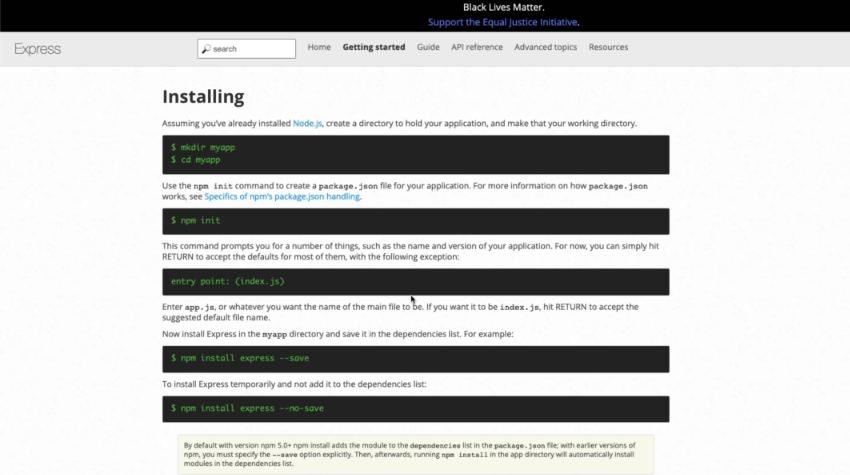 Black Lives Matter.
Support the Equal Justice Initiative.
Express
search
Home
Getting started
Guide
API reference
Advanced topics
Resources
Installing
Assuming you've already installed Node.js, create a directory to hold your application, and make that your working directory.
$ mkdir myapp
$ cd myapp
Use the npm init command to create a package.json file for your application. For more information on how package.json
works, see Specifics of npm's package.json handling.
$ npm init
This command prompts you for a number of things, such as the name and version of your application. For now, you can simply hit
RETURN to accept the defaults for most of them, with the following exception:
entry point: (index.js)
Enter app.js, or whatever you want the name of the main file to be. If you want it to be index.js, hit RETURN to accept the
suggested default file name.
Now install Express in the myapp directory and save it in the dependencies list. For example:
$ npm install express --save
To install Express temporarily and not add it to the dependencies list:
$ npm install express --no-save
By default with version npm 5.0+ npm install adds the module to the dependencies list in the package.json file; with earlier versions of
npm, you must specify the --save option explicitly. Then, afterwards, running npm install in the app directory will automatically install
modules in the dependencies list.